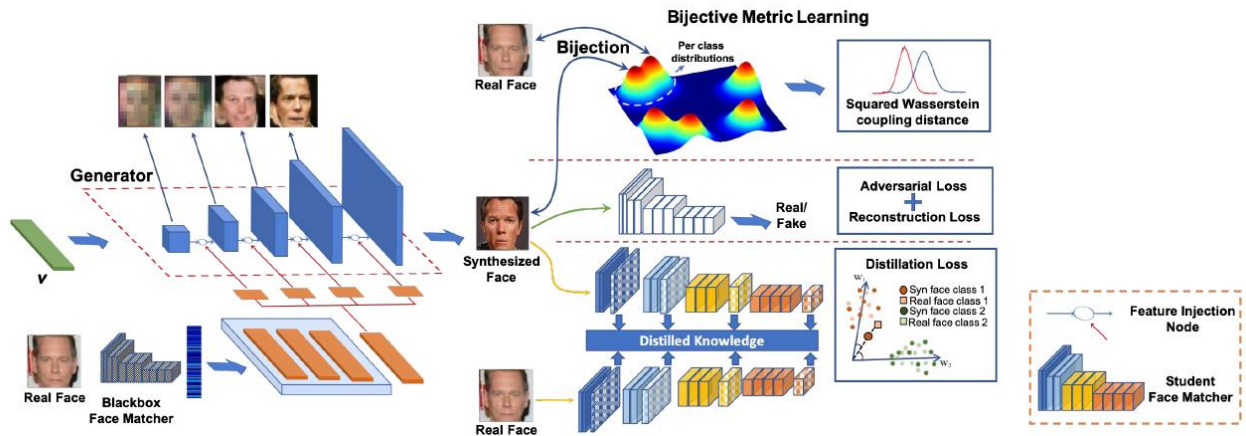 Bijective Metric Learning
Bijection
Per class
distributions
Real Face
Squared Wasserstein
coupling distance
Generator
v
Synthesized
Face
Real/
Fake
Adversarial Loss
Reconstruction Loss
Distillation Loss
W1
Syn face class 1
Real face class 1
Syn face class 2
Real face class 2
W2
Distilled Knowledge
Real Face
Blackbox
Face Matcher
Real Face
Feature Injection
Node
Student
Face Matcher